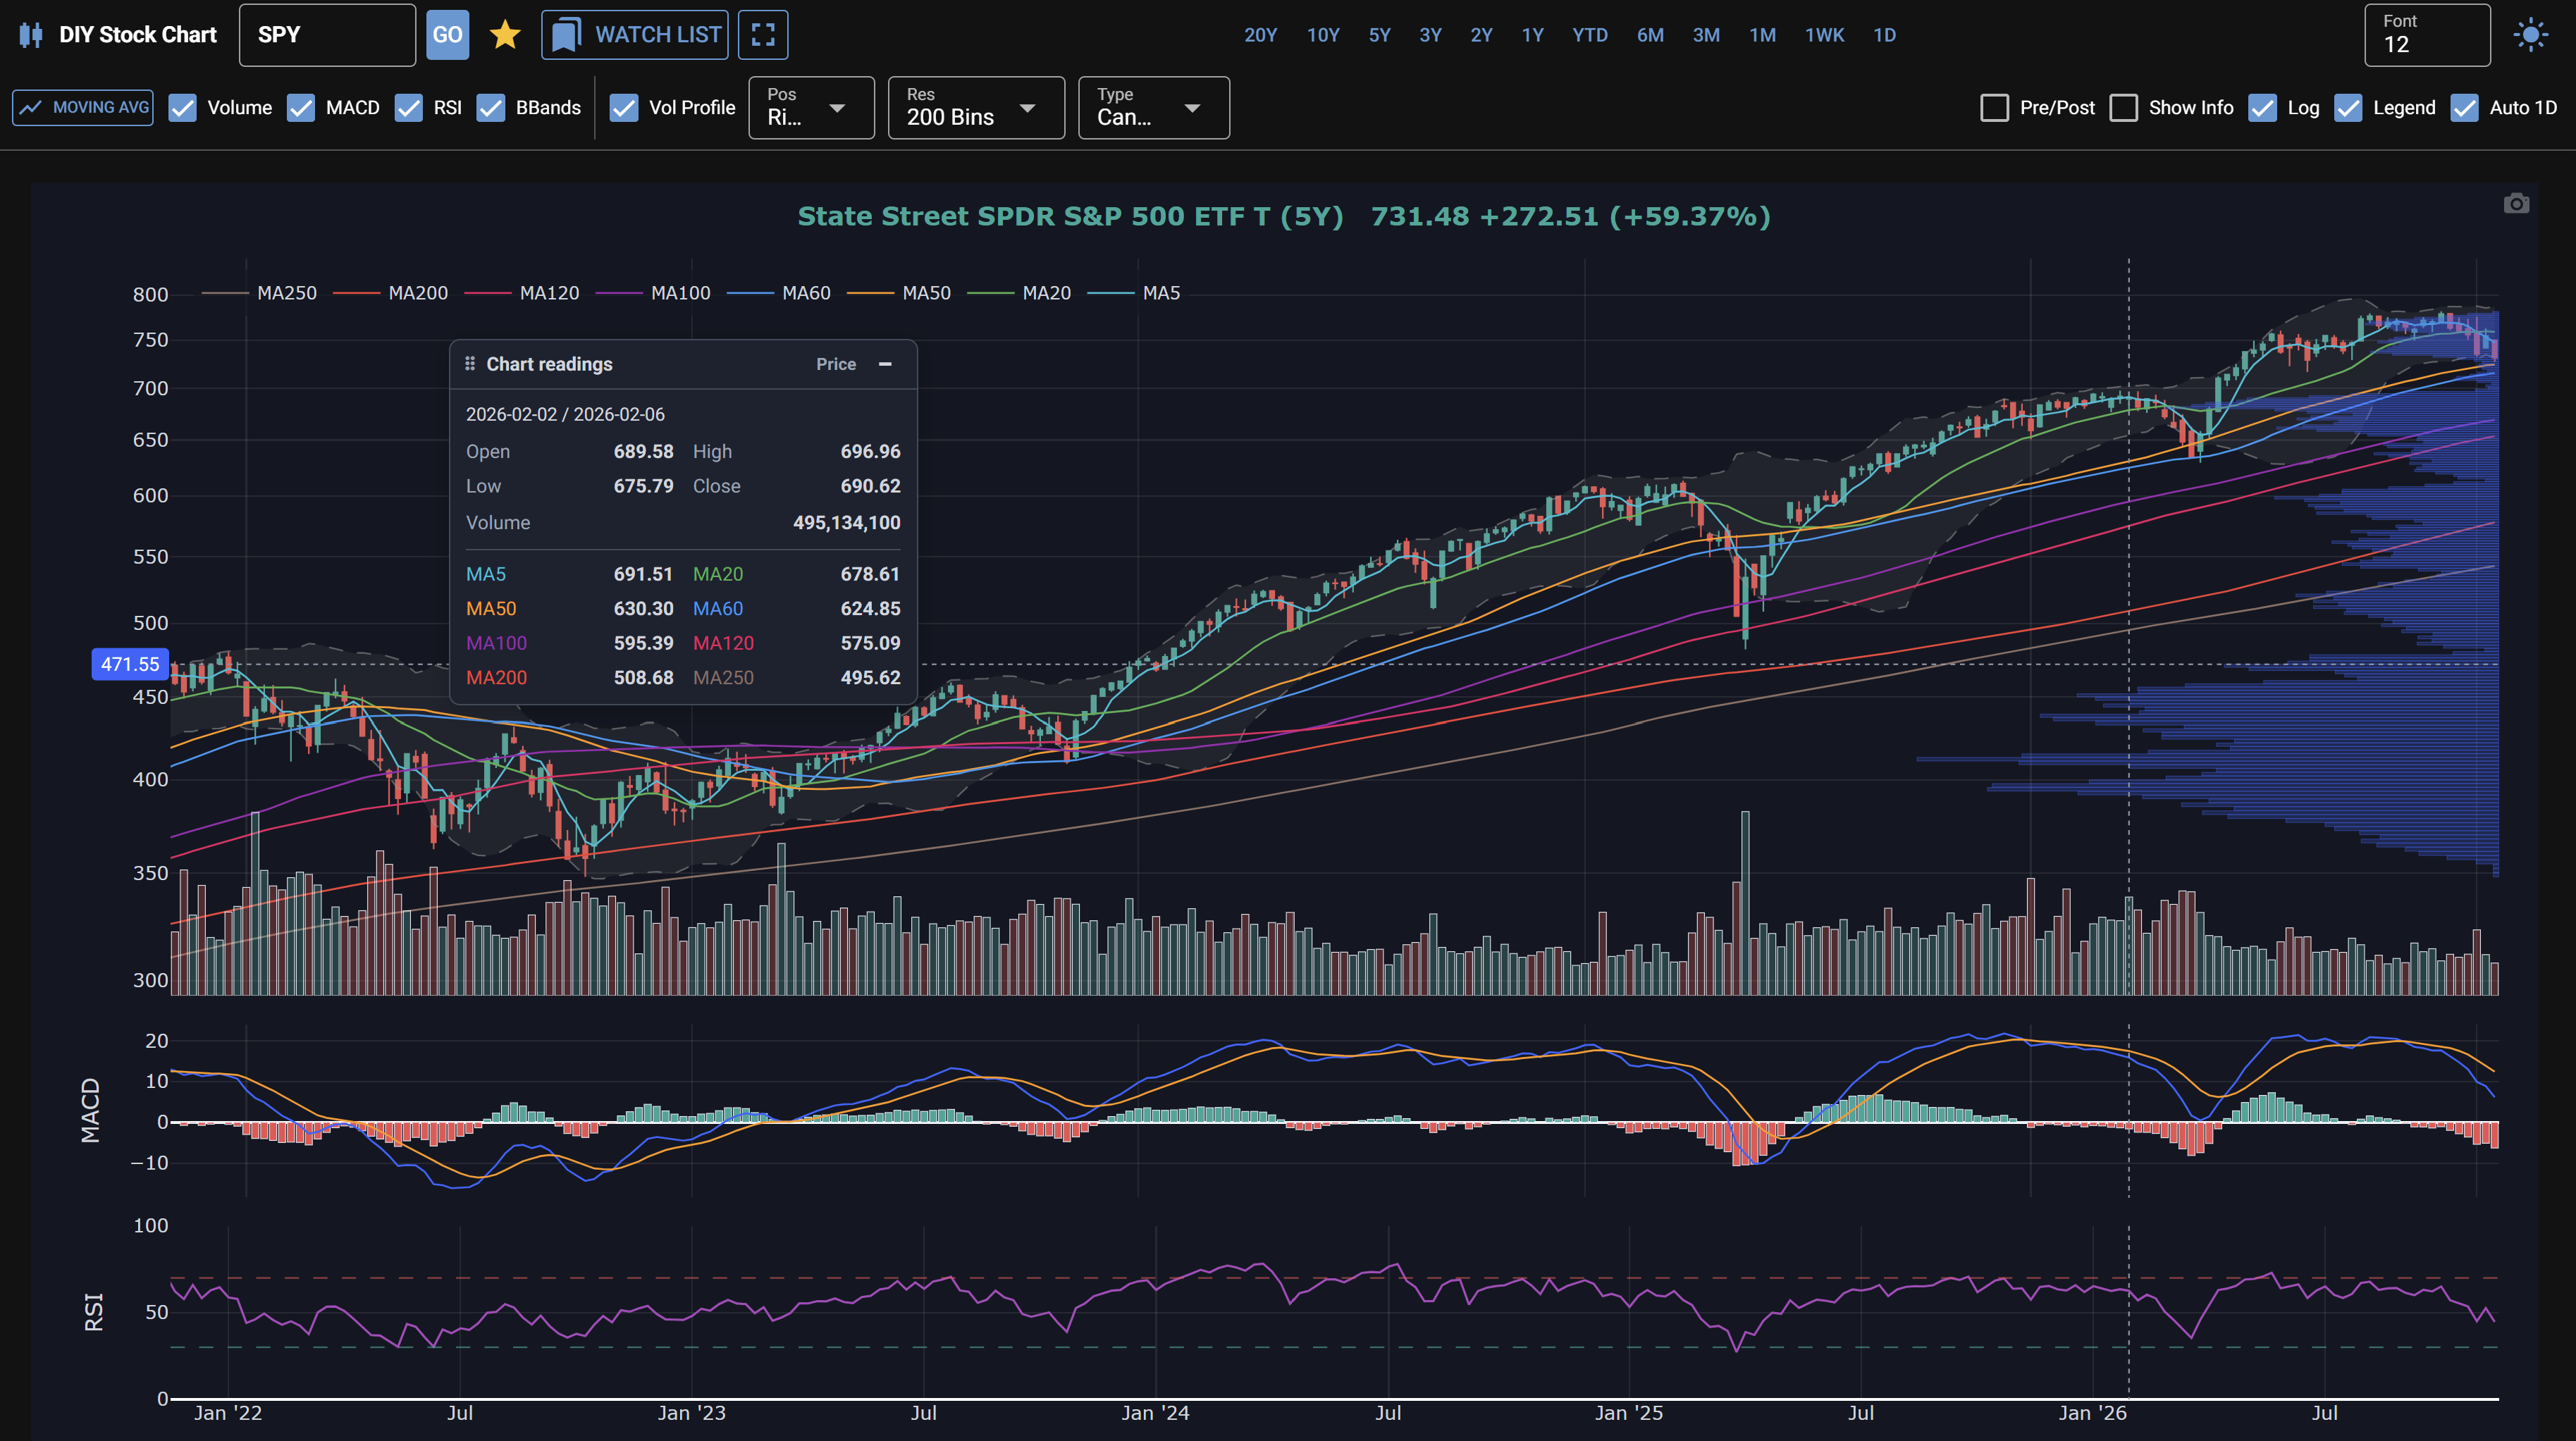 DIY Stock Chart SPY GO WATCH LIST 20Y 10Y 5Y 3Y 2Y 1Y YTD 6M 3M 1M 1WK 1D Font 12
MOVING AVG Volume MACD RSI BBands Vol Profile Pos Ri... Res 200 Bins Type Can... Pre/Post Show Info Log Legend Auto 1D
State Street SPDR S&P 500 ETF T (5Y) 731.48 +272.51 (+59.37%)
MA250 MA200 MA120 MA100 MA60 MA50 MA20 MA5
800
750
700
650
600
550
500
471.55
450
400
350
300
Chart readings Price
2026-02-02 / 2026-02-06
Open 689.58 High 696.96
Low 675.79 Close 690.62
Volume 495,134,100
MA5 691.51 MA20 678.61
MA50 630.30 MA60 624.85
MA100 595.39 MA120 575.09
MA200 508.68 MA250 495.62
MACD
20
10
0
−10
RSI
100
50
0
Jan '22 Jul Jan '23 Jul Jan '24 Jul Jan '25 Jul Jan '26 Jul